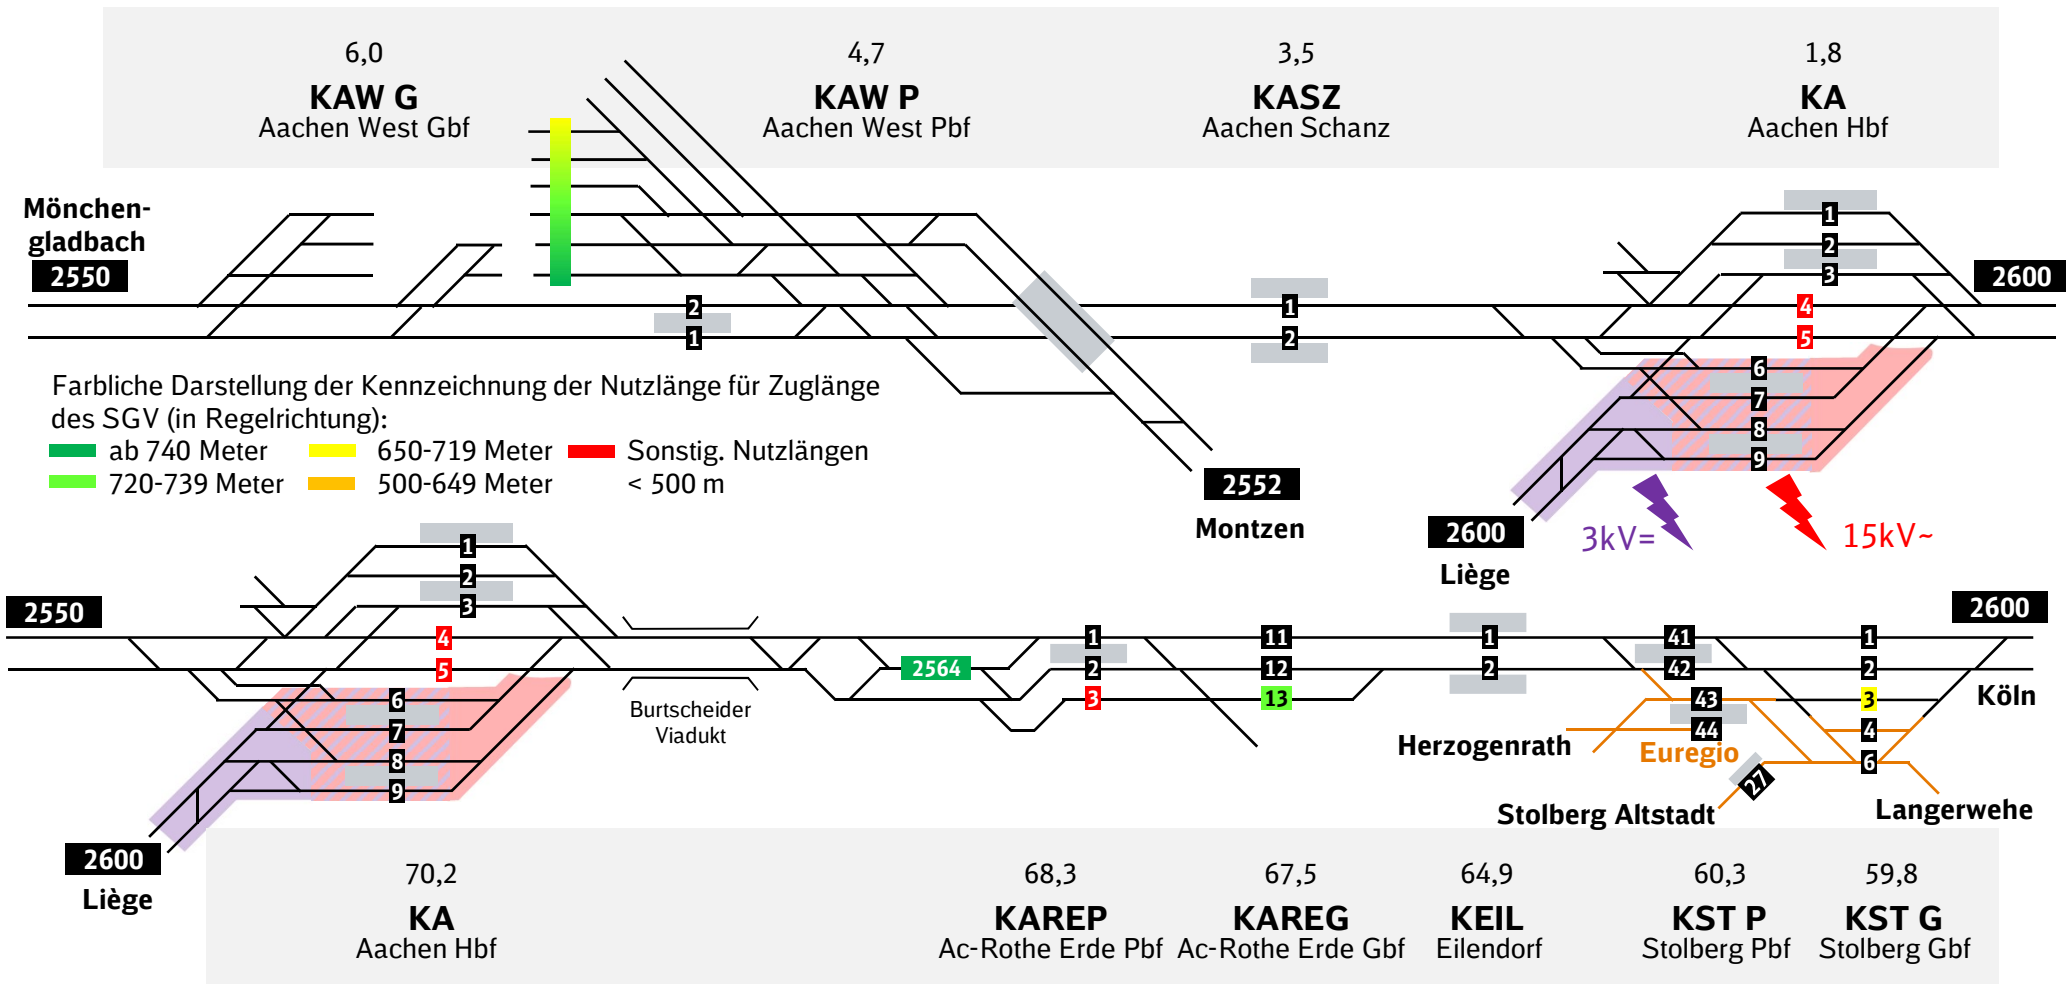 6,0
KAW G
Aachen West Gbf
4,7
KAW P
Aachen West Pbf
3,5
KASZ
Aachen Schanz
1,8
KA
Aachen Hbf
Mönchen-
gladbach
2550
2
1
1
2
1
2
3
4
5
6
7
8
9
2600
Farbliche Darstellung der Kennzeichnung der Nutzlänge für Zuglänge
des SGV (in Regelrichtung):
ab 740 Meter
650-719 Meter
Sonstig. Nutzlängen
720-739 Meter
500-649 Meter
< 500 m
2552
Montzen
2600
Liège
3kV=
15kV~
2550
1
2
3
4
5
6
7
8
9
2600
Liège
Burtscheider
Viadukt
2564
1
2
3
11
12
13
1
2
41
42
43
44
27
1
2
3
4
6
2600
Köln
Herzogenrath
Euregio
Stolberg Altstadt
Langerwehe
70,2
KA
Aachen Hbf
68,3
KAREP
Ac-Rothe Erde Pbf
67,5
KAREG
Ac-Rothe Erde Gbf
64,9
KEIL
Eilendorf
60,3
KST P
Stolberg Pbf
59,8
KST G
Stolberg Gbf